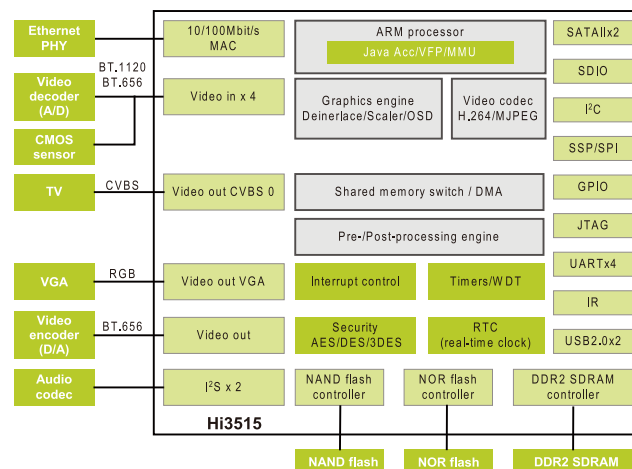 Ethernet
PHY
10/100Mbit/s
MAC
ARM processor
Java Acc/VFP/MMU
SATAIIx2
BT.1120
BT.656
Video
decoder
(A/D)
Video in x 4
Graphics engine
Deinerlace/Scaler/OSD
Video codec
H.264/MJPEG
SDIO
I²C
CMOS
sensor
SSP/SPI
TV
CVBS
Video out CVBS 0
Shared memory switch / DMA
GPIO
Pre-/Post-processing engine
JTAG
VGA
RGB
Video out VGA
Interrupt control
Timers/WDT
UARTx4
IR
Video
encoder
(D/A)
BT.656
Video out
Security
AES/DES/3DES
RTC
(real-time clock)
USB2.0x2
Audio
codec
I²S x 2
NAND flash
controller
NOR flash
controller
DDR2 SDRAM
controller
Hi3515
NAND flash
NOR flash
DDR2 SDRAM